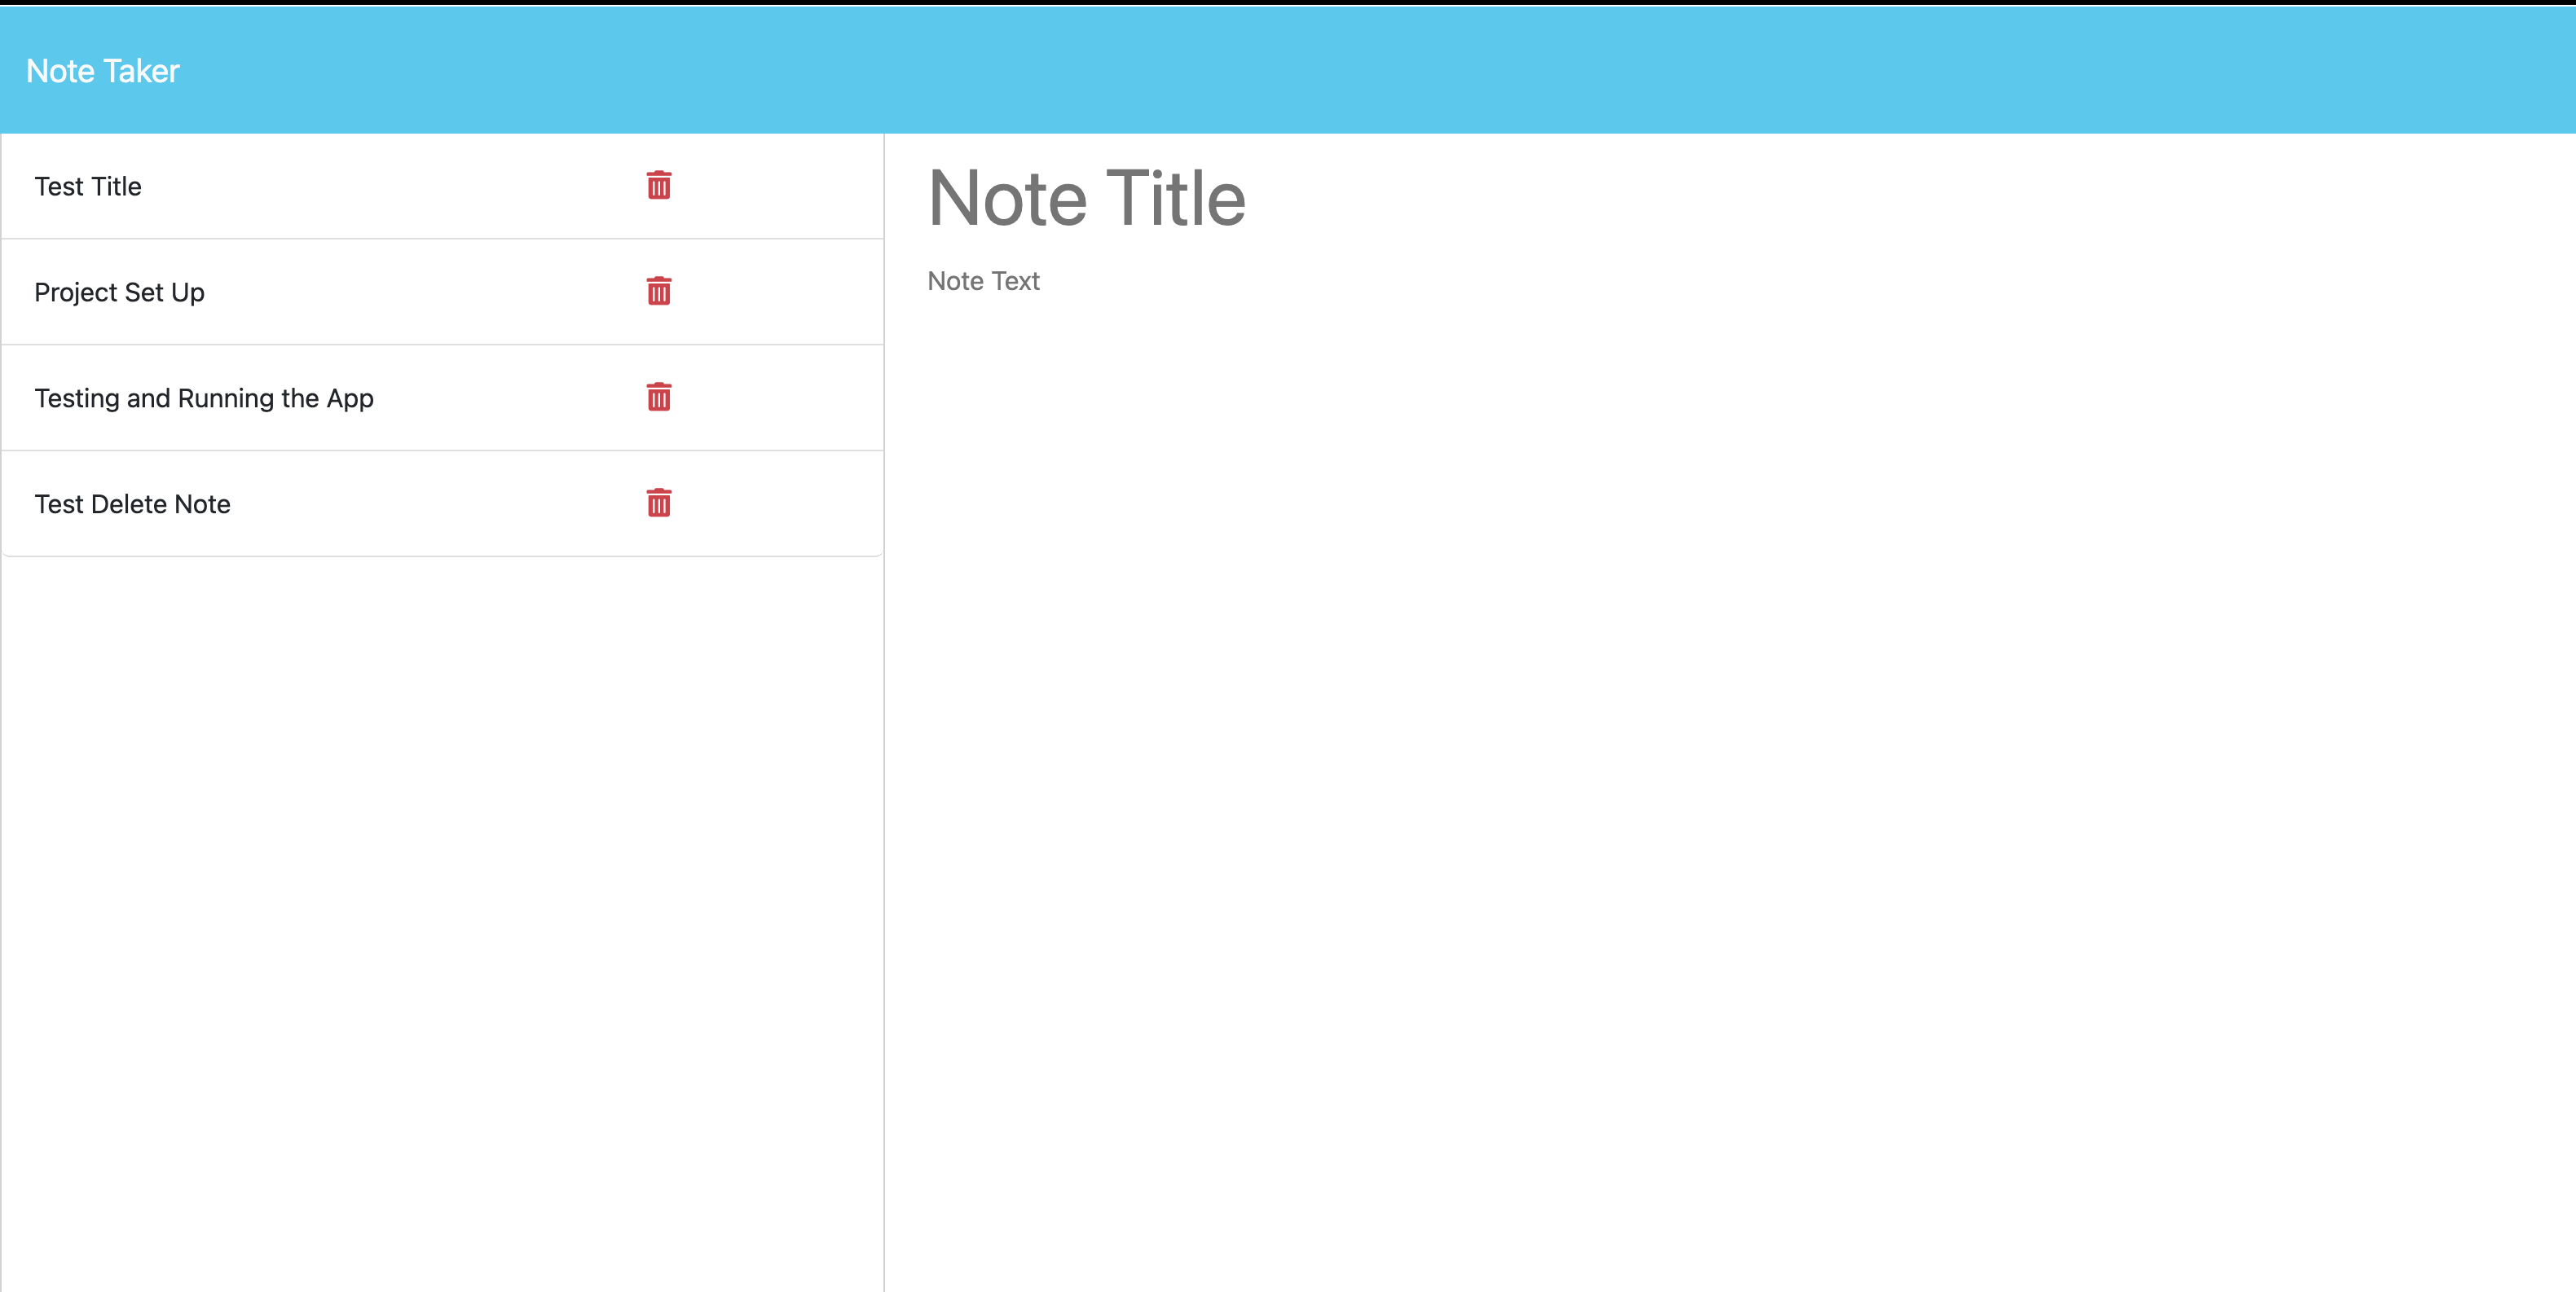 Note Taker
Test Title
Project Set Up
Testing and Running the App
Test Delete Note
Note Title
Note Text